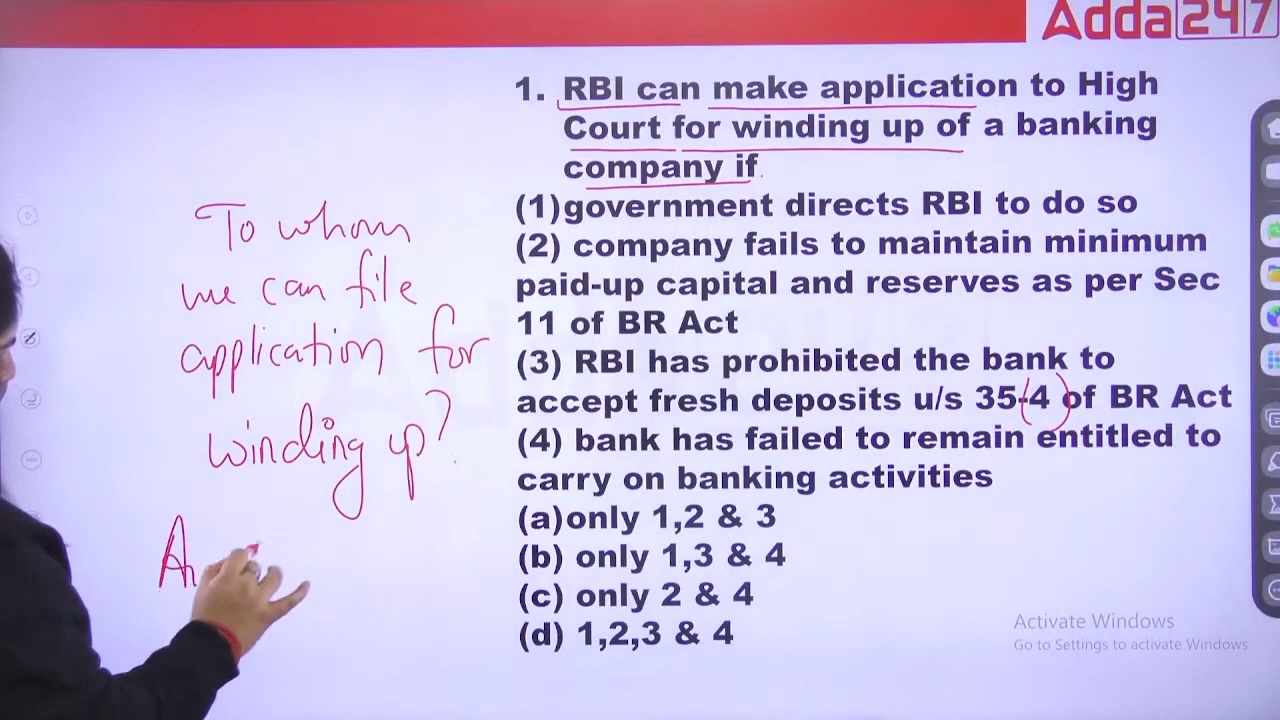 Adda247
1. RBI can make application to High
Court for winding up of a banking
company if
(1)government directs RBI to do so
(2) company fails to maintain minimum
paid-up capital and reserves as per Sec
11 of BR Act
(3) RBI has prohibited the bank to
accept fresh deposits u/s 35-(4) of BR Act
(4) bank has failed to remain entitled to
carry on banking activities
(a)only 1,2 & 3
(b) only 1,3 & 4
(c) only 2 & 4
(d) 1,2,3 & 4
To whom
we can file
application for
winding up?
An
Activate Windows
Go to Settings to activate Windows